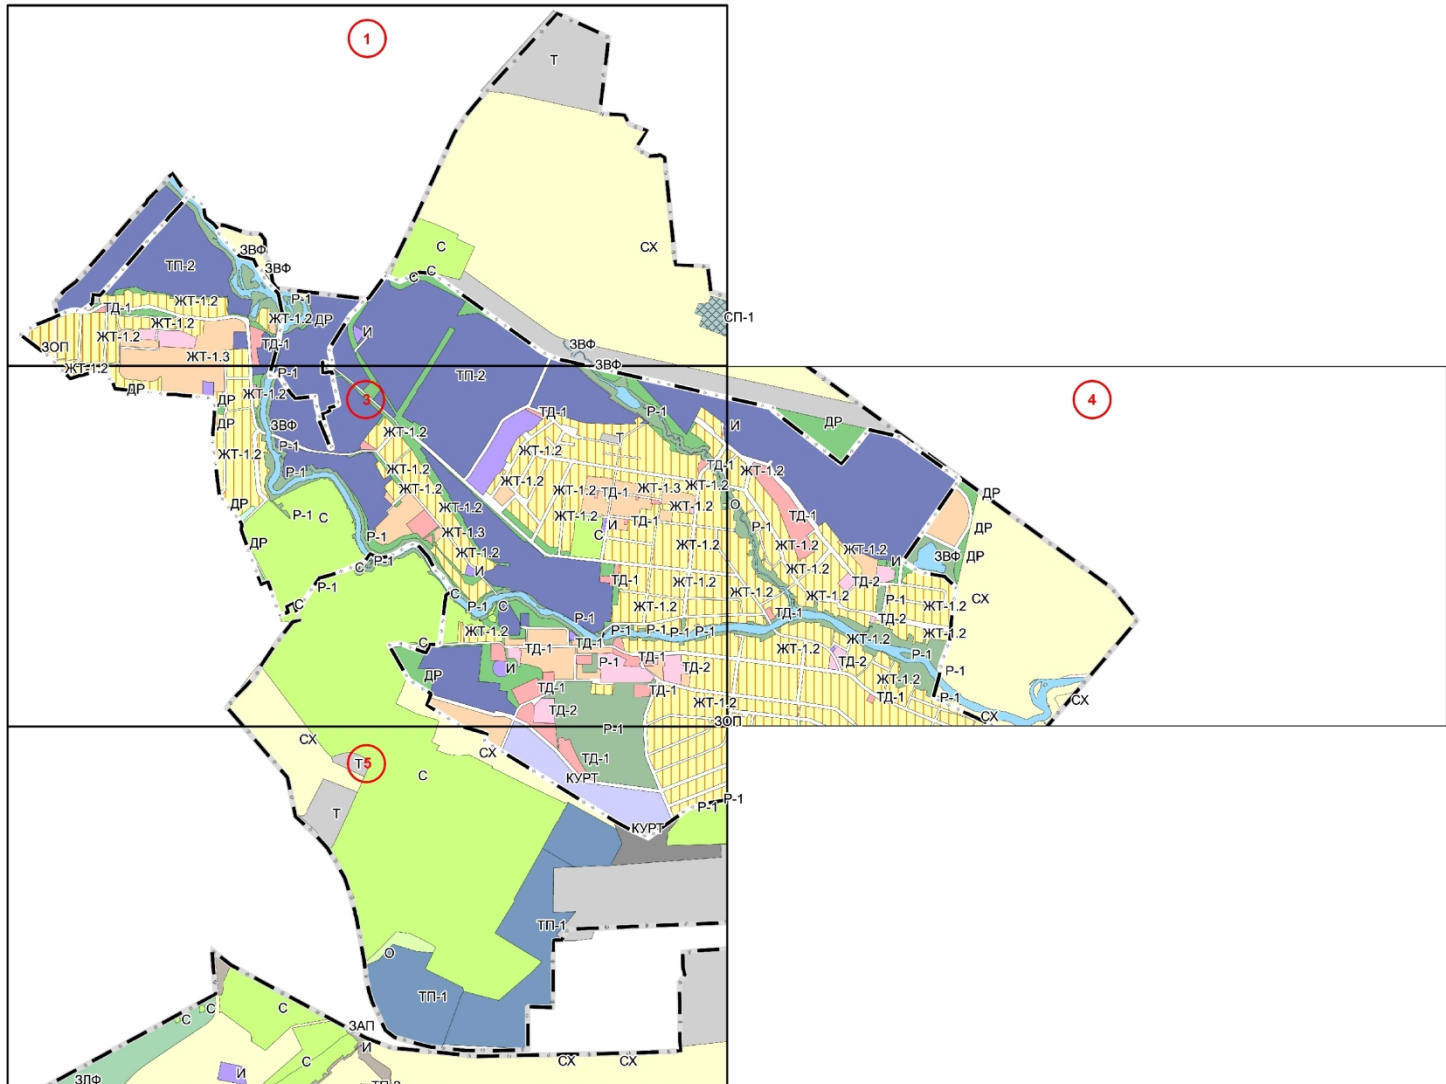 1
Т
С
СХ
С
С
ЗВФ
ЗВФ
ТП-2
ЖТ-1.2
Р-1
ТД-1
ЖТ-1.2
ЖТ-1.2
ДР
СП-1
ЖТ-1.2
И
ТД-1
ЗОП
ЖТ-1.3
ЗВФ
ЖТ-1.2
ЗВФ
Р-1
ТП-2
ДР
ЖТ-1.2
3
4
ДР
ДР
ЗВФ
ТД-1
Р-1
И
ДР
ЖТ-1.2
Т
Р-1
ЖТ-1.2
ЖТ-1.2
ЖТ-1.2
Р-1
ТД-1
ЖТ-1.2
ЖТ-1.2
ЖТ-1.2
ТД-1
ЖТ-1.3
ЖТ-1.2
ДР
ДР
ЖТ-1.2
ЖТ-1.2
О
Р-1
С
ЖТ-1.2
И
ТД-1
Р-1
ТД-1
ДР
Р-1
ЖТ-1.3
С
ДР
ЖТ-1.2
ЖТ-1.2
ЖТ-1.2
ЖТ-1.2
ЗВФ
ДР
С
Р-1
И
И
ЖТ-1.2
Р-1
ТД-1
ЖТ-1.2
ТД-2
С
ЖТ-1.2
ЖТ-1.2
Р-1
СХ
С
Р-1
С
ЖТ-1.2
Р-1
ТД-1
ТД-2
ЖТ-1.2
ЖТ-1.2
Р-1
Р-1
Р-1
Р-1
ЖТ-1.2
ЖТ-1.2
С
ТД-1
ТД-1
ЖТ-1.2
ТД-1
Р-1
ТД-2
ТД-2
Р-1
ДР
И
Р-1
ТД-1
ТД-1
ЖТ-1.2
Р-1
ТД-2
ЖТ-1.2
ТД-1
СХ
СХ
ЗОП
Р-1
СХ
СХ
ТД-1
Т
5
С
КУРТ
Р-1
Р-1
Т
КУРТ
ТП-1
О
ТП-1
С
С
С
ЗАП
И
С
СХ
СХ
И
ЗЛФ
ТП-2